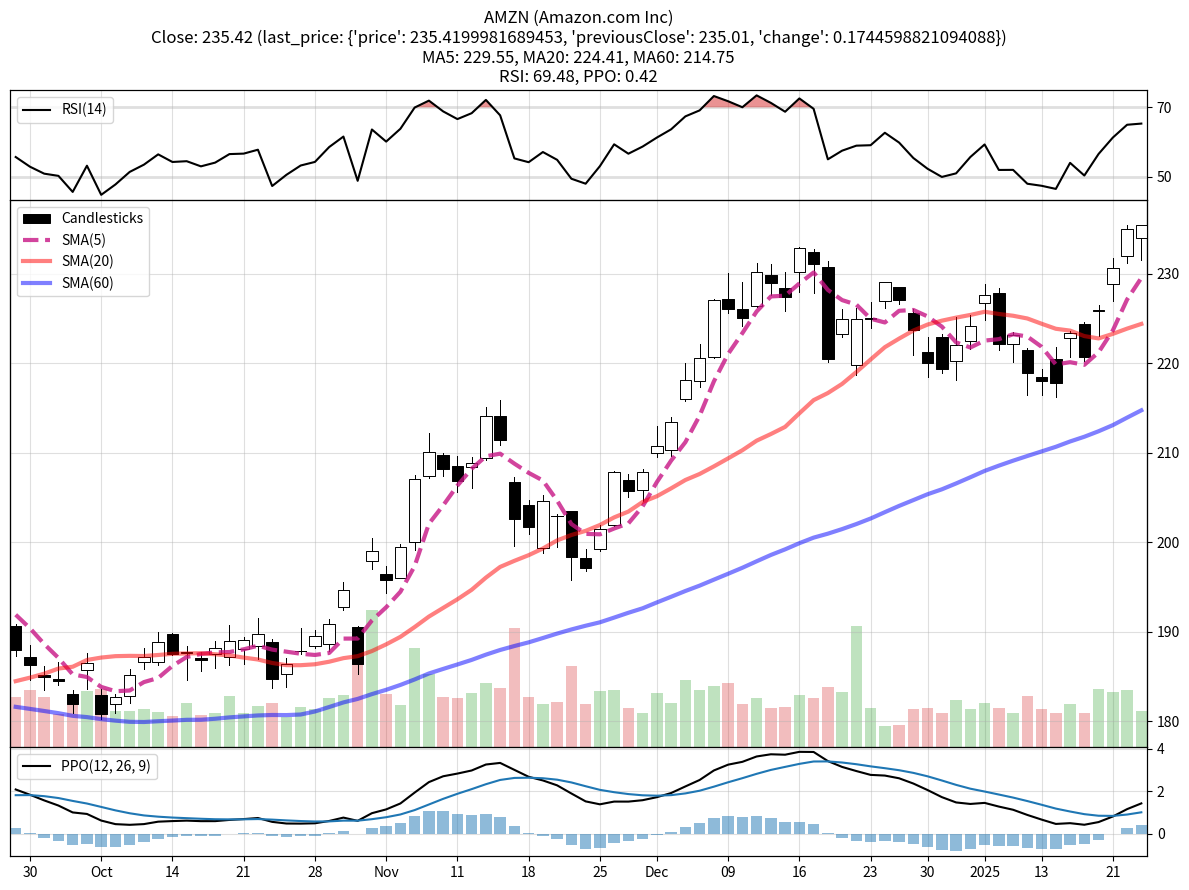 AMZN (Amazon.com Inc)
Close: 235.42 (last_price: {'price': 235.4199981689453, 'previousClose': 235.01, 'change': 0.1744598821094088})
MA5: 229.55, MA20: 224.41, MA60: 214.75
RSI: 69.48, PPO: 0.42
RSI(14)
70
50
Candlesticks
SMA(5)
SMA(20)
SMA(60)
230
220
210
200
190
180
PPO(12, 26, 9)
4
2
0
30 Oct 14 21 28 Nov 11 18 25 Dec 09 16 23 30 2025 13 21